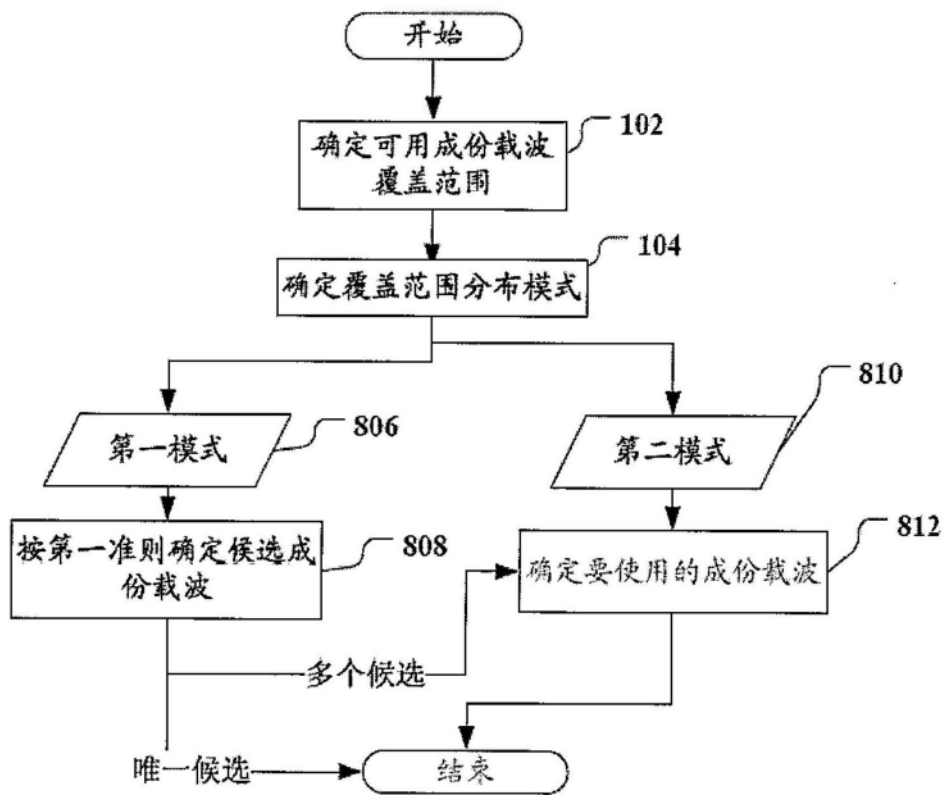 开始
确定可用成份载波
覆盖范围
102
确定覆盖范围分布模式
104
第一模式
806
第二模式
810
按第一准则确定候选成
份载波
808
确定要使用的成份载波
812
多个候选
唯一候选
结束